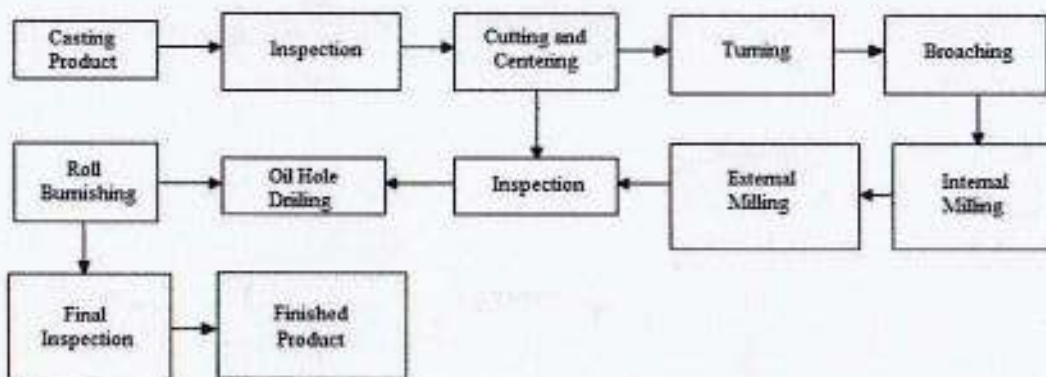 Casting
Product
Inspection
Cutting and
Centering
Turning
Broaching
Roll
Burnishing
Oil Hole
Drilling
Inspection
External
Milling
Internal
Milling
Final
Inspection
Finished
Product